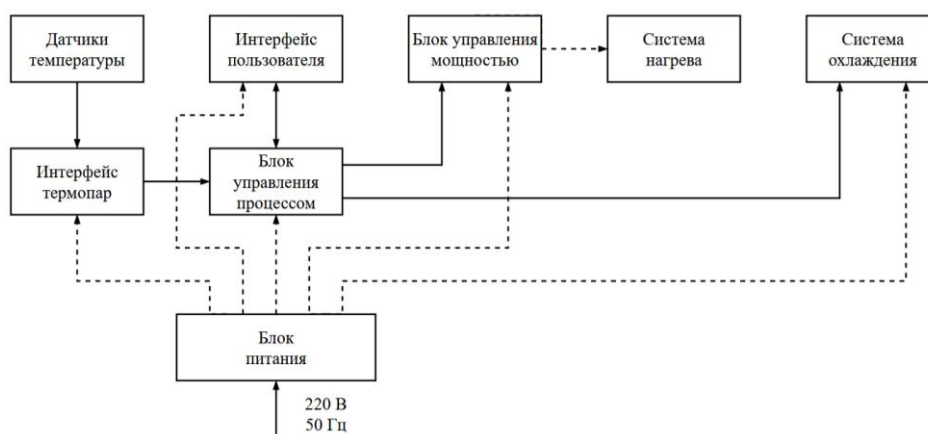 Датчики
температуры
Интерфейс
пользователя
Блок управления
мощностью
Система
нагрева
Система
охлаждения
Интерфейс
термопар
Блок
управления
процессом
Блок
питания
220 В
50 Гц